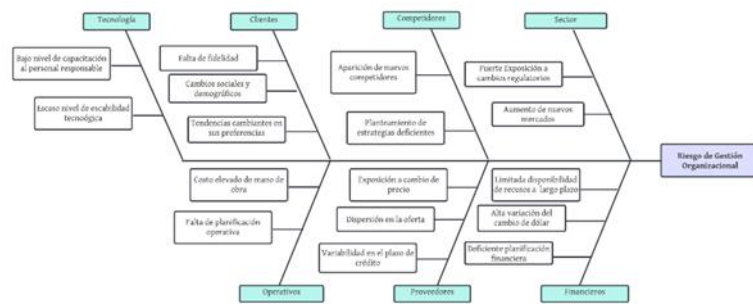 Tecnología
Clientes
Competidores
Sector
Bajo nivel de capacitación
al personal responsable
Escaso nivel de escabilidad
tecnoógica
Falta de fidelidad
Cambios sociales y
demográficos
Tendencias cambiantes en
sus preferencias
Aparición de nuevos
competidores
Planteamiento de
estrategias deficientes
Fuerte Exposición a
cambios regulatorios
Aumento de nuevos
mercados
Riesgo de Gestión
Organizacional
Costo elevado de mano de
obra
Falta de planificación
operativa
Exposición a cambio de
precio
Dispersión en la oferta
Variabilidad en el plazo de
crédito
Limitada disponibilidad
de recusos a largo plazo
Alta variación del
cambio de dólar
Deficiente planificación
financiera
Operativos
Proveedores
Financieros